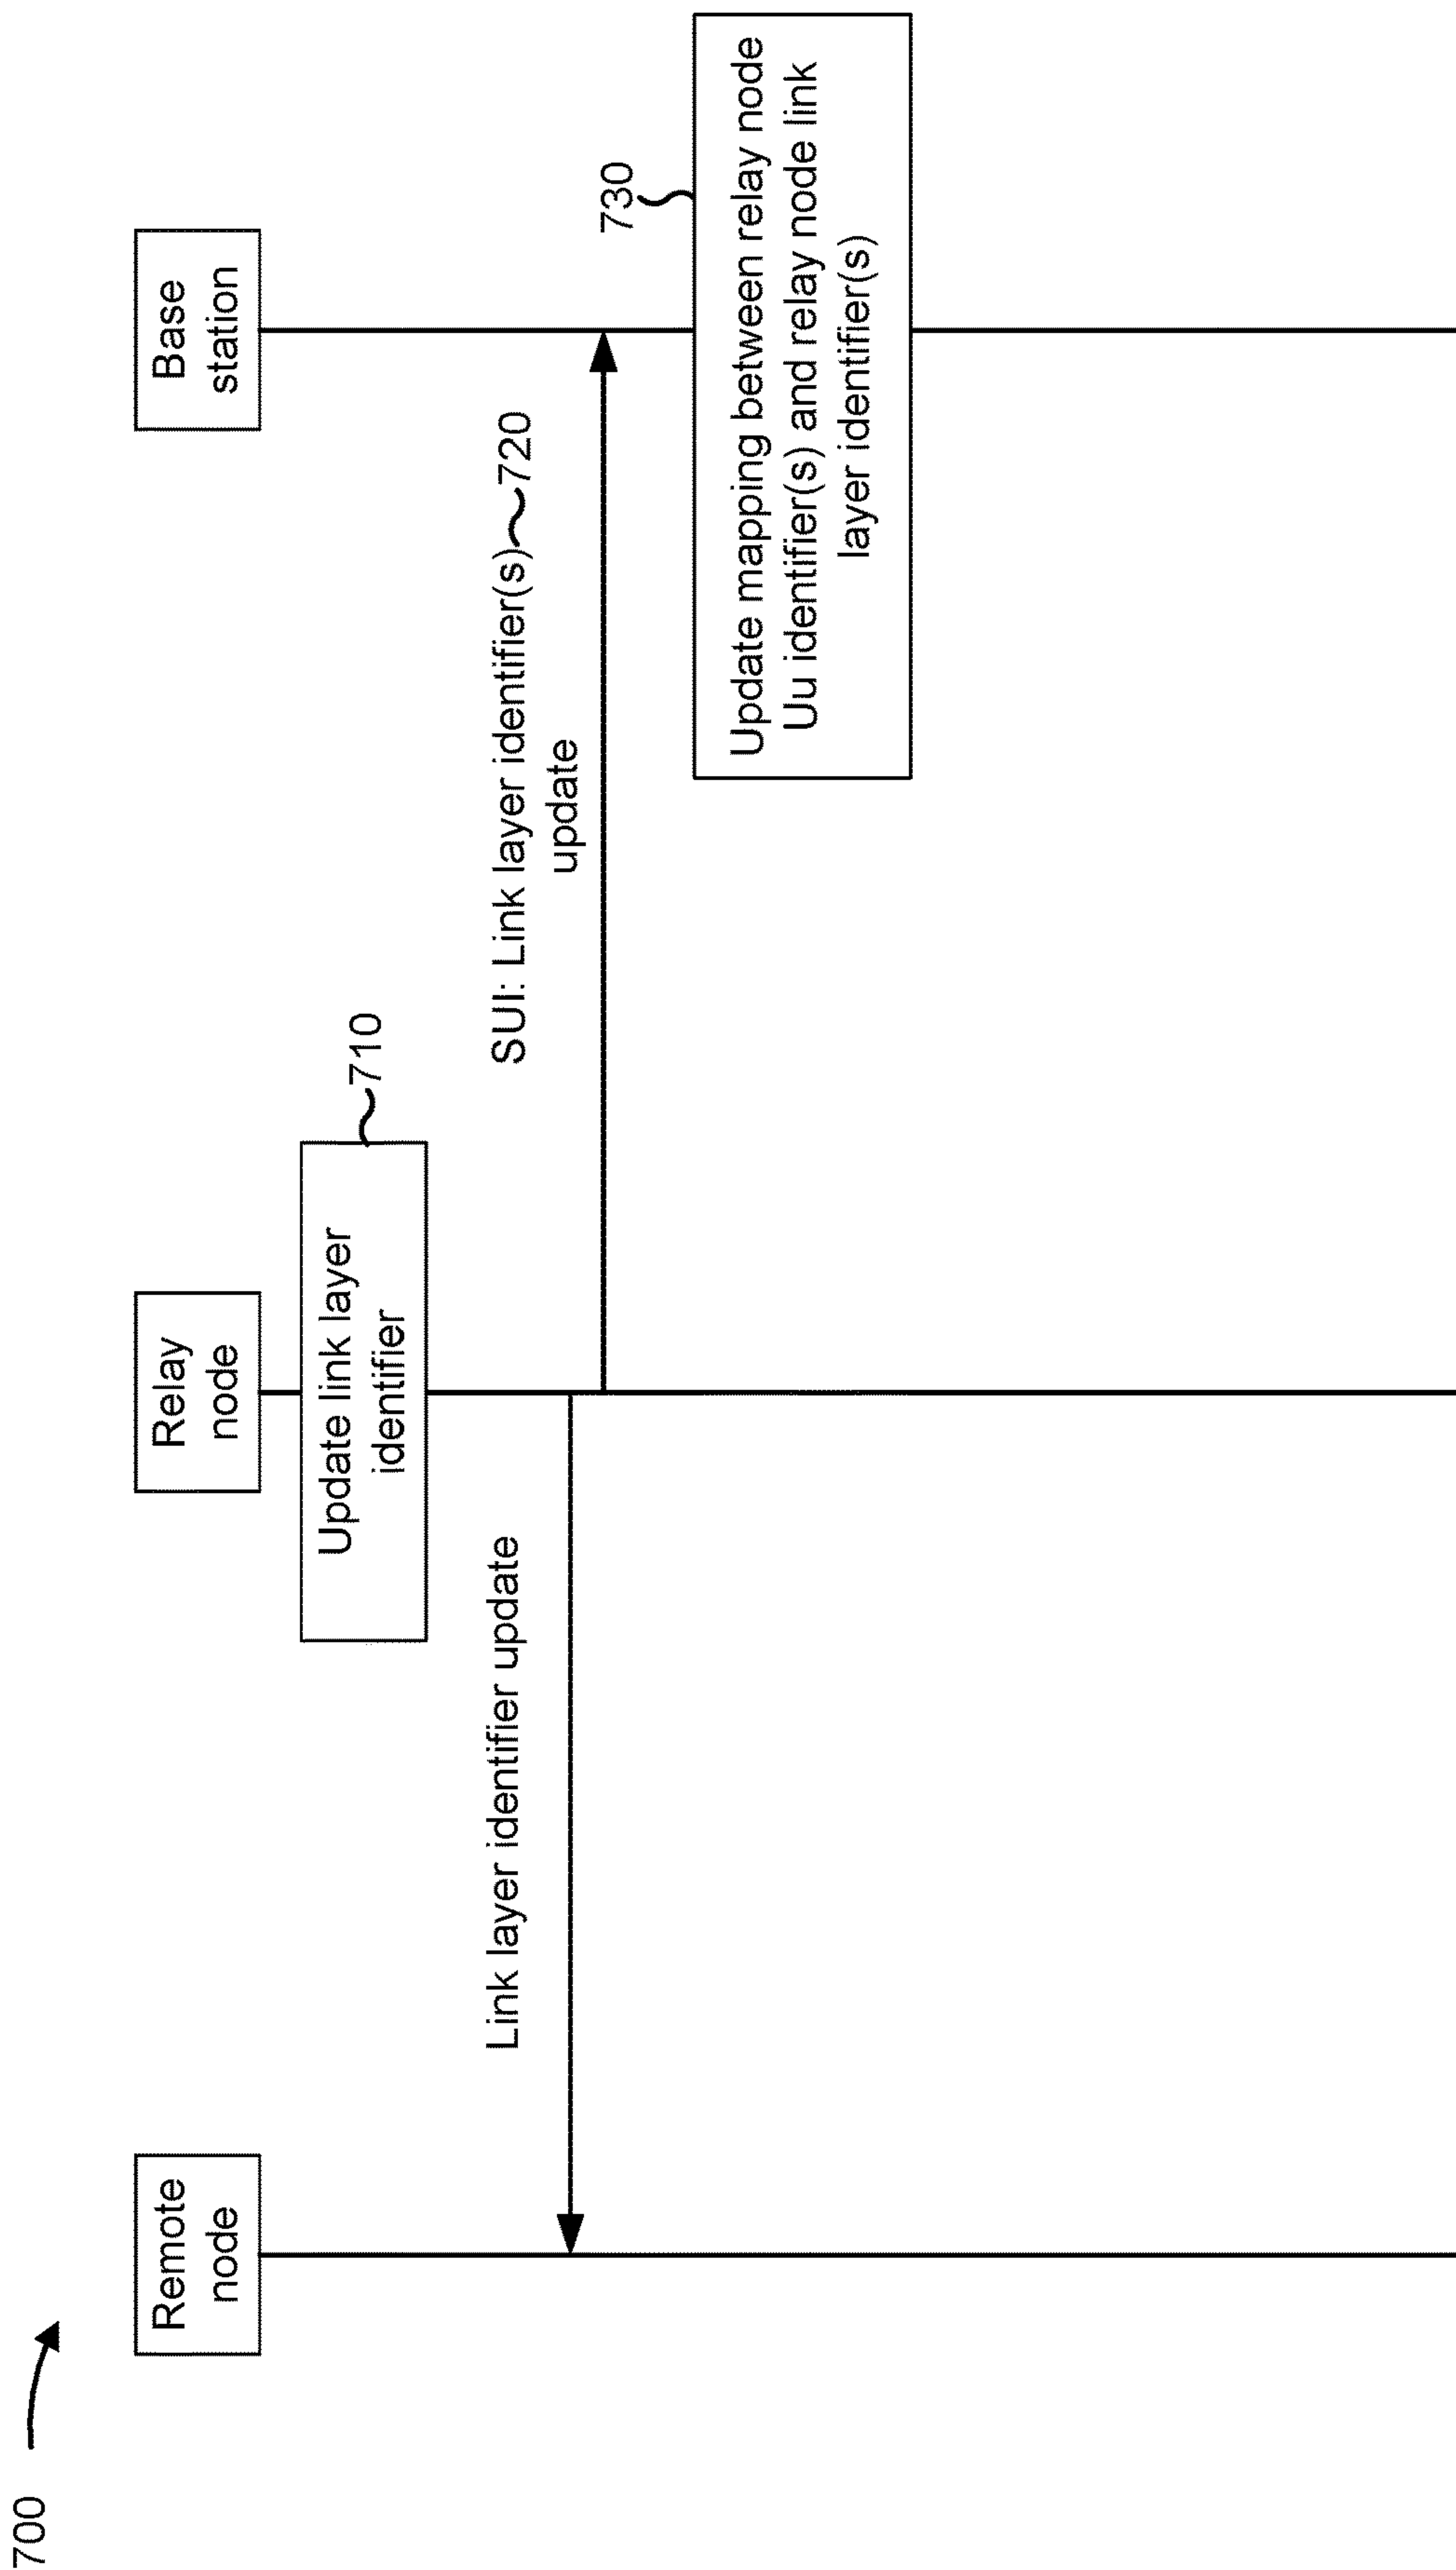 700
Remote
node
Relay
node
Base
station
Update link layer
identifier
710
Link layer identifier update
SUI: Link layer identifier(s)
update
720
730
Update mapping between relay node
Uu identifier(s) and relay node link
layer identifier(s)